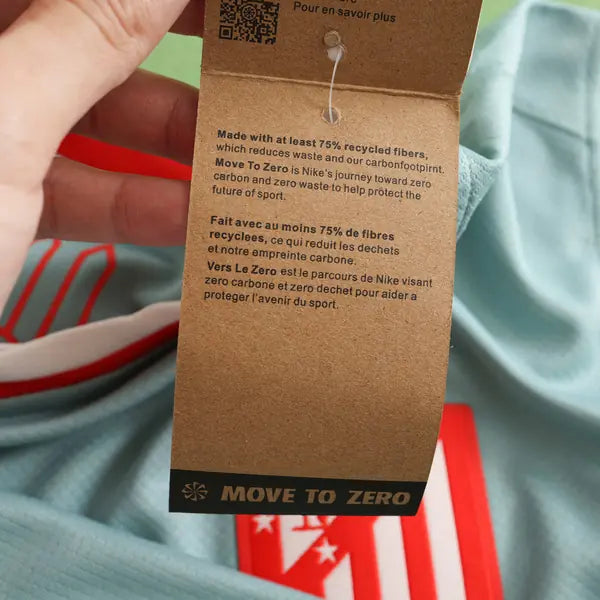 Pour en savoir plus
Made with at least 75% recycled fibers,
which reduces waste and our carbonfootpirnt.
Move To Zero is Nike's journey toward zero
carbon and zero waste to help protect the
future of sport.
Fait avec au moins 75% de fibres
recyclees, ce qui reduit les dechets
et notre empreinte carbone.
Vers Le Zero est le parcours de Nike visant
zero carbone et zero dechet pour aider a
proteger l'avenir du sport.
MOVE TO ZERO